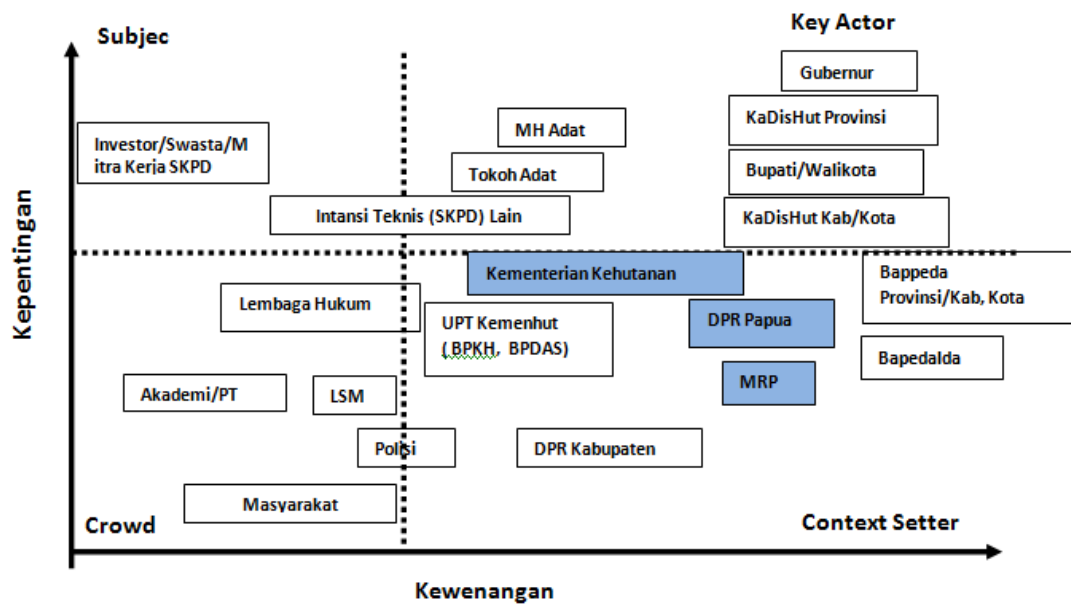 Subjec
Key Actor
Gubernur
KaDisHut Provinsi
MH Adat
Investor/Swasta/M
itra Kerja SKPD
Tokoh Adat
Bupati/Walikota
Intansi Teknis (SKPD) Lain
KaDisHut Kab/Kota
Kepentingan
Kementerian Kehutanan
Bappeda
Provinsi/Kab, Kota
Lembaga Hukum
UPT Kemenhut
( BPKH, BPDAS)
DPR Papua
Bapedalda
Akademi/PT
LSM
MRP
Polisi
DPR Kabupaten
Masyarakat
Crowd
Context Setter
Kewenangan